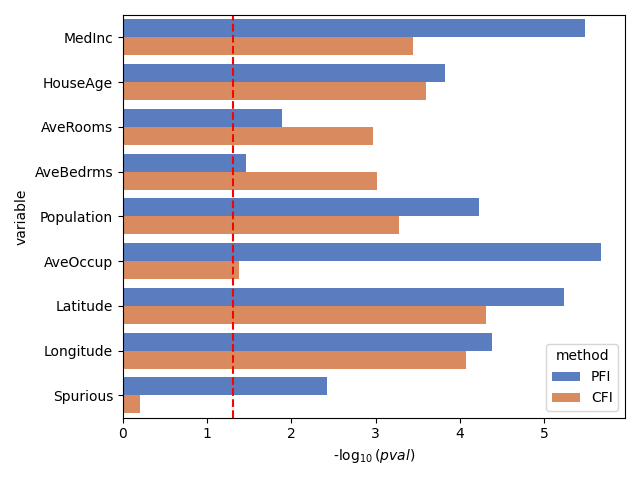 MedInc
HouseAge
AveRooms
AveBedrms
Population
AveOccup
Latitude
Longitude
Spurious
variable
0 1 2 3 4 5
-log10(pval)
method
PFI
CFI